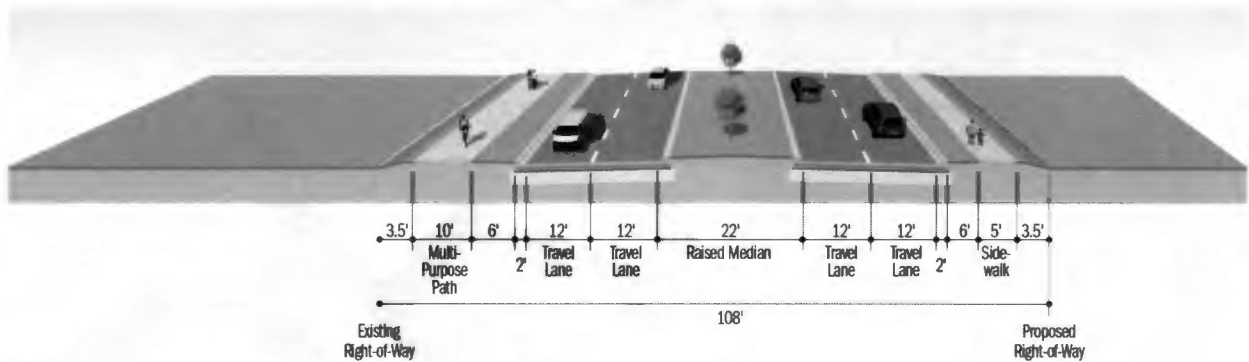 3.5' 10' 6' 12' 12' 22' 12' 12' 6' 5' 3.5'
Multi- Purpose Path
2'
Travel Lane
Travel Lane
Raised Median
Travel Lane
Travel Lane
2'
Side- walk
108'
Existing
Right-of-Way
Proposed
Right-of-Way